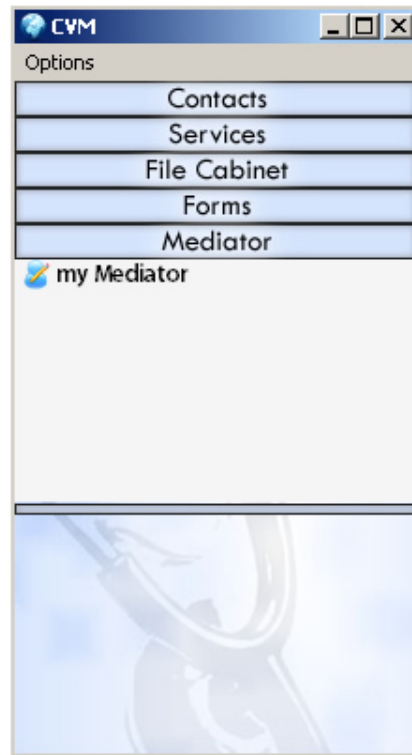 CVM
Options
Contacts
Services
File Cabinet
Forms
Mediator
my Mediator